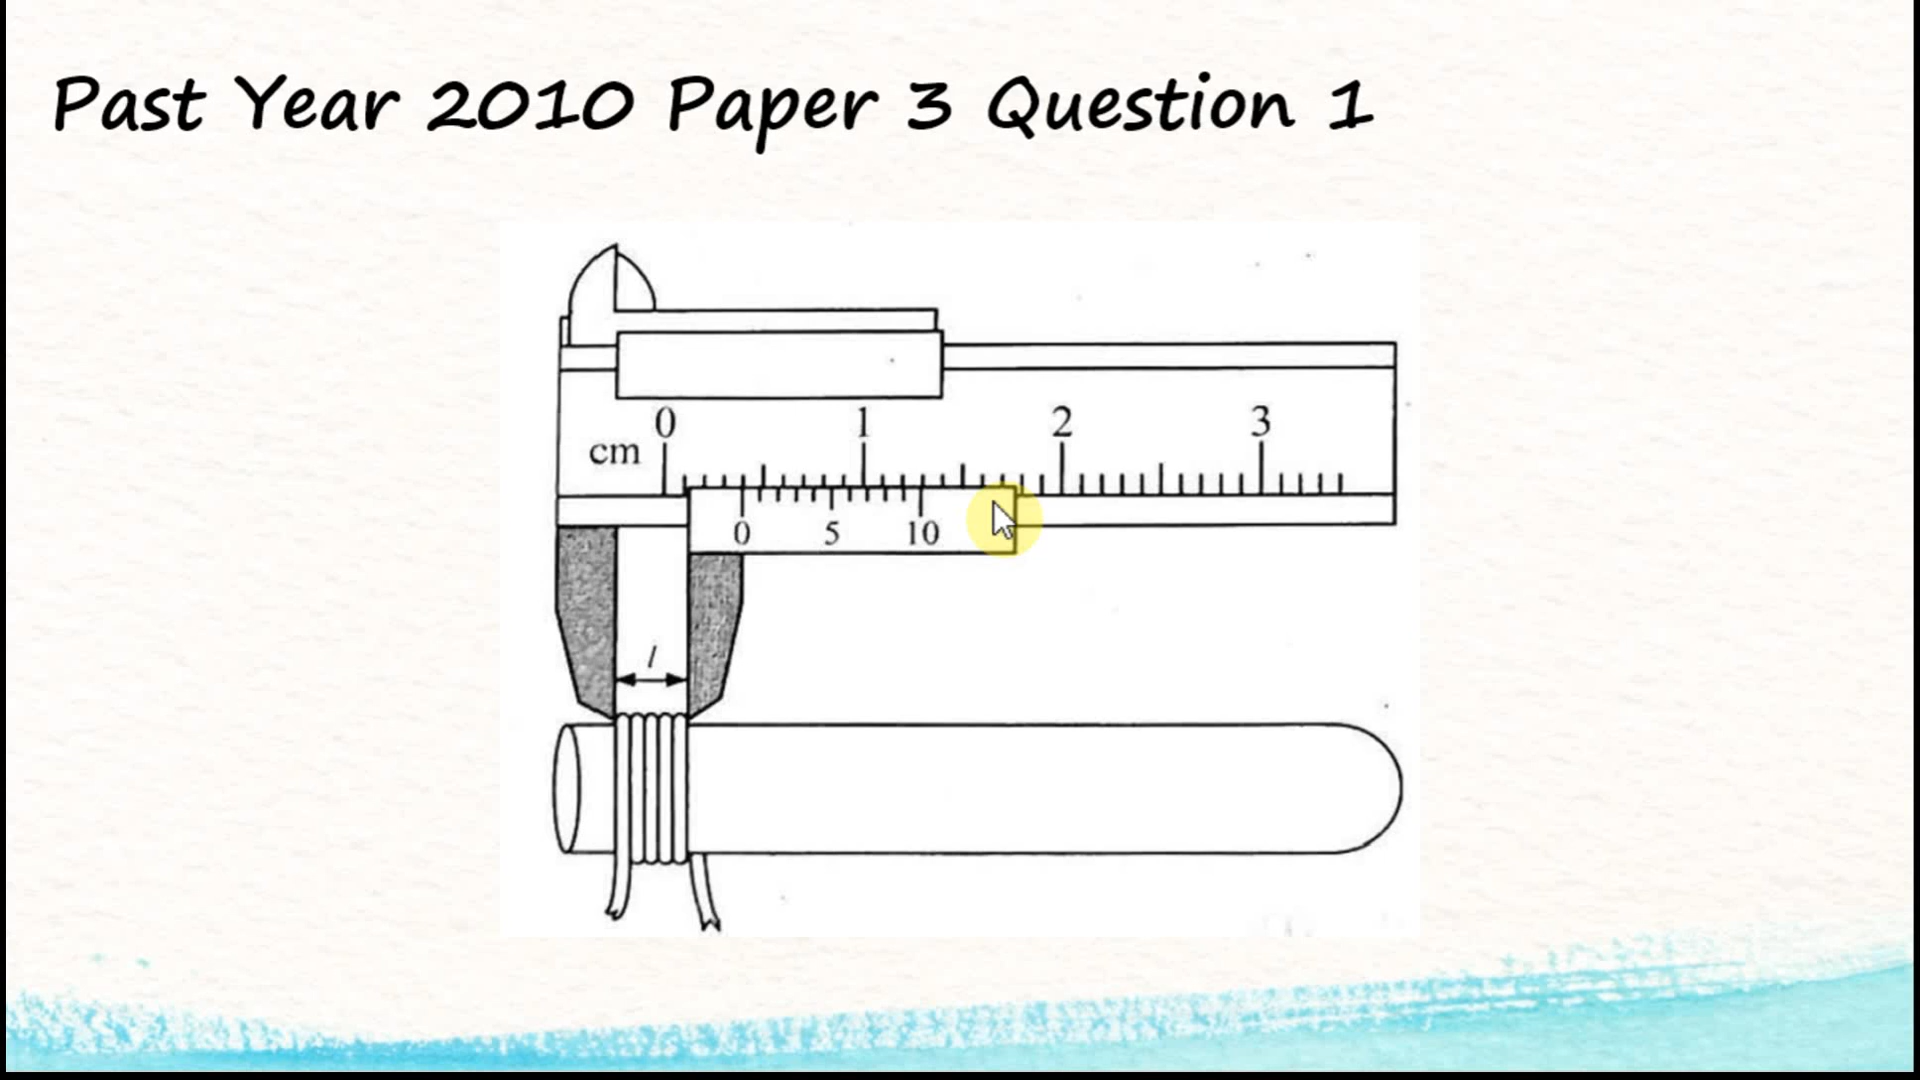 Past Year 2010 Paper 3 Question 1
0 1 2 3
cm
0 5 10
l